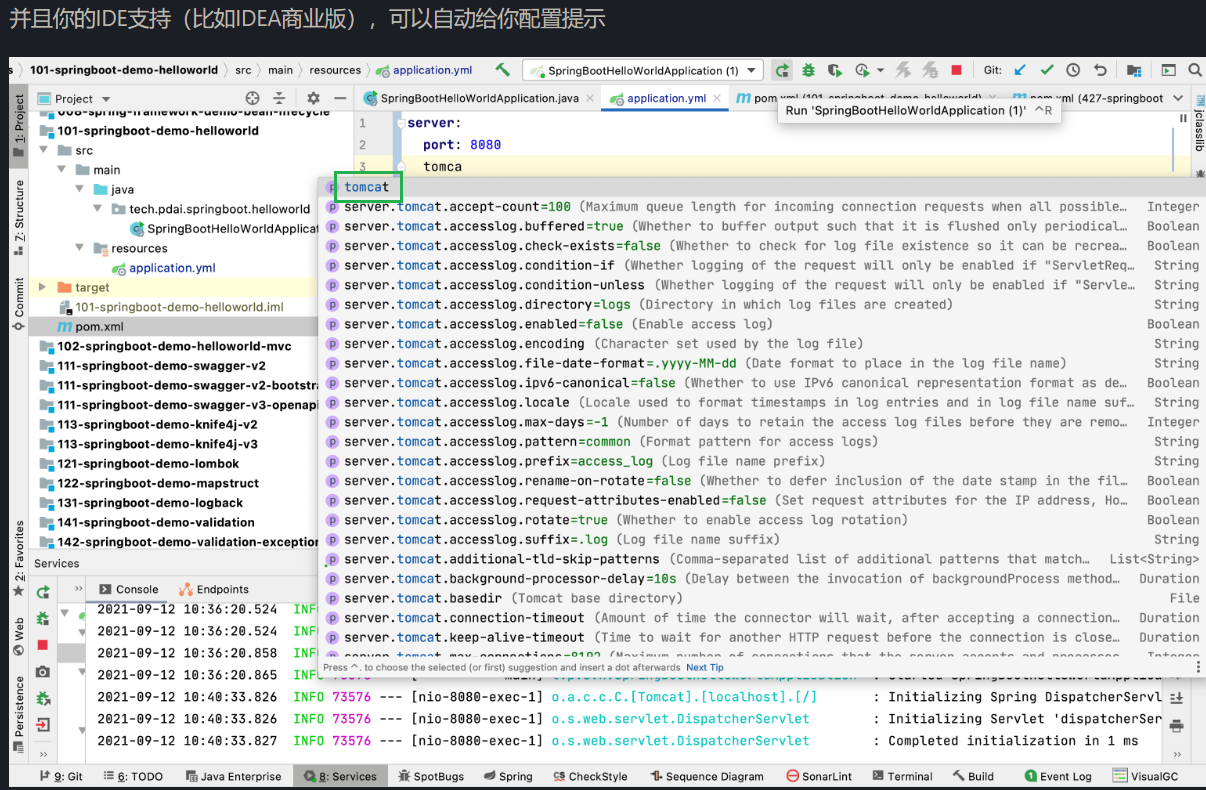 并且你的IDE支持（比如IDEA商业版），可以自动给你配置提示
101-springboot-demo-helloworld 〉 src 〉 main 〉 resources 〉 application.yml
SpringBootHelloWorldApplication (1)
Git:
1: Project
7: Structure
Commit
2: Favorites
Web
Persistence
jclasslib
Project
SpringBootHelloWorldApplication.java
application.yml
Run 'SpringBootHelloWorldApplication (1)' ^R
101-springboot-demo-helloworld
src
main
java
tech.pdai.springboot.helloworld
SpringBootHelloWorldApplicat
resources
application.yml
target
101-springboot-demo-helloworld.iml
pom.xml
102-springboot-demo-helloworld-mvc
111-springboot-demo-swagger-v2
111-springboot-demo-swagger-v2-bootstra
111-springboot-demo-swagger-v3-openapi
113-springboot-demo-knife4j-v2
113-springboot-demo-knife4j-v3
121-springboot-demo-lombok
122-springboot-demo-mapstruct
131-springboot-demo-logback
141-springboot-demo-validation
142-springboot-demo-validation-exception
1 server:
2 port: 8080
3 tomca
tomcat
server.tomcat.accept-count=100 (Maximum queue length for incoming connection requests when all possible… Integer
server.tomcat.accesslog.buffered=true (Whether to buffer output such that it is flushed only periodical… Boolean
server.tomcat.accesslog.check-exists=false (Whether to check for log file existence so it can be recrea… Boolean
server.tomcat.accesslog.condition-if (Whether logging of the request will only be enabled if "ServletReq… String
server.tomcat.accesslog.condition-unless (Whether logging of the request will only be enabled if "Servle… String
server.tomcat.accesslog.directory=logs (Directory in which log files are created) String
server.tomcat.accesslog.enabled=false (Enable access log) Boolean
server.tomcat.accesslog.encoding (Character set used by the log file) String
server.tomcat.accesslog.file-date-format=.yyyy-MM-dd (Date format to place in the log file name) String
server.tomcat.accesslog.ipv6-canonical=false (Whether to use IPv6 canonical representation format as de… Boolean
server.tomcat.accesslog.locale (Locale used to format timestamps in log entries and in log file name suf… String
server.tomcat.accesslog.max-days=-1 (Number of days to retain the access log files before they are remo… Integer
server.tomcat.accesslog.pattern=common (Format pattern for access logs) String
server.tomcat.accesslog.prefix=access_log (Log file name prefix) String
server.tomcat.accesslog.rename-on-rotate=false (Whether to defer inclusion of the date stamp in the fil… Boolean
server.tomcat.accesslog.request-attributes-enabled=false (Set request attributes for the IP address, Ho… Boolean
server.tomcat.accesslog.rotate=true (Whether to enable access log rotation) Boolean
server.tomcat.accesslog.suffix=.log (Log file name suffix) String
server.tomcat.additional-tld-skip-patterns (Comma-separated list of additional patterns that match… List<String>
server.tomcat.background-processor-delay=10s (Delay between the invocation of backgroundProcess method… Duration
server.tomcat.basedir (Tomcat base directory) File
server.tomcat.connection-timeout (Amount of time the connector will wait, after accepting a connection… Duration
server.tomcat.keep-alive-timeout (Time to wait for another HTTP request before the connection is close… Duration
Press ^. to choose the selected (or first) suggestion and insert a dot afterwards Next Tip
Services
Console Endpoints
2021-09-12 10:36:20.524 INF
2021-09-12 10:36:20.524 INF
2021-09-12 10:36:20.858 INF
2021-09-12 10:36:20.865
2021-09-12 10:40:33.826 INFO 73576 --- [nio-8080-exec-1] o.a.c.c.C.[Tomcat].[localhost].[/] : Initializing Spring DispatcherServl
2021-09-12 10:40:33.826 INFO 73576 --- [nio-8080-exec-1] o.s.web.servlet.DispatcherServlet : Initializing Servlet 'dispatcherSer
2021-09-12 10:40:33.827 INFO 73576 --- [nio-8080-exec-1] o.s.web.servlet.DispatcherServlet : Completed initialization in 1 ms
9: Git 6: TODO Java Enterprise 8: Services SpotBugs Spring CheckStyle Sequence Diagram SonarLint Terminal Build 1 Event Log VisualGC